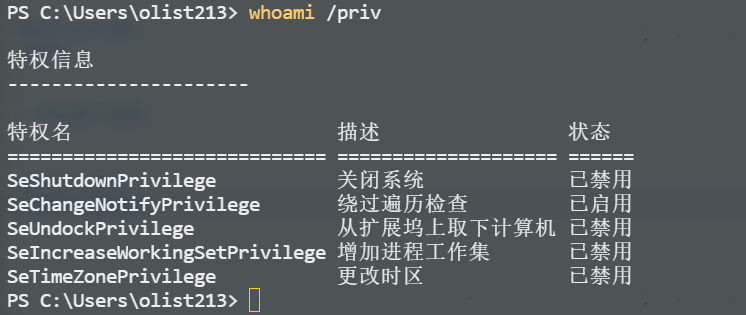 PS C:\Users\olist213> whoami /priv
特权信息
----------------------
特权名 描述 状态
============================= ==================== ======
SeShutdownPrivilege 关闭系统 已禁用
SeChangeNotifyPrivilege 绕过遍历检查 已启用
SeUndockPrivilege 从扩展坞上取下计算机 已禁用
SeIncreaseWorkingSetPrivilege 增加进程工作集 已禁用
SeTimeZonePrivilege 更改时区 已禁用
PS C:\Users\olist213>